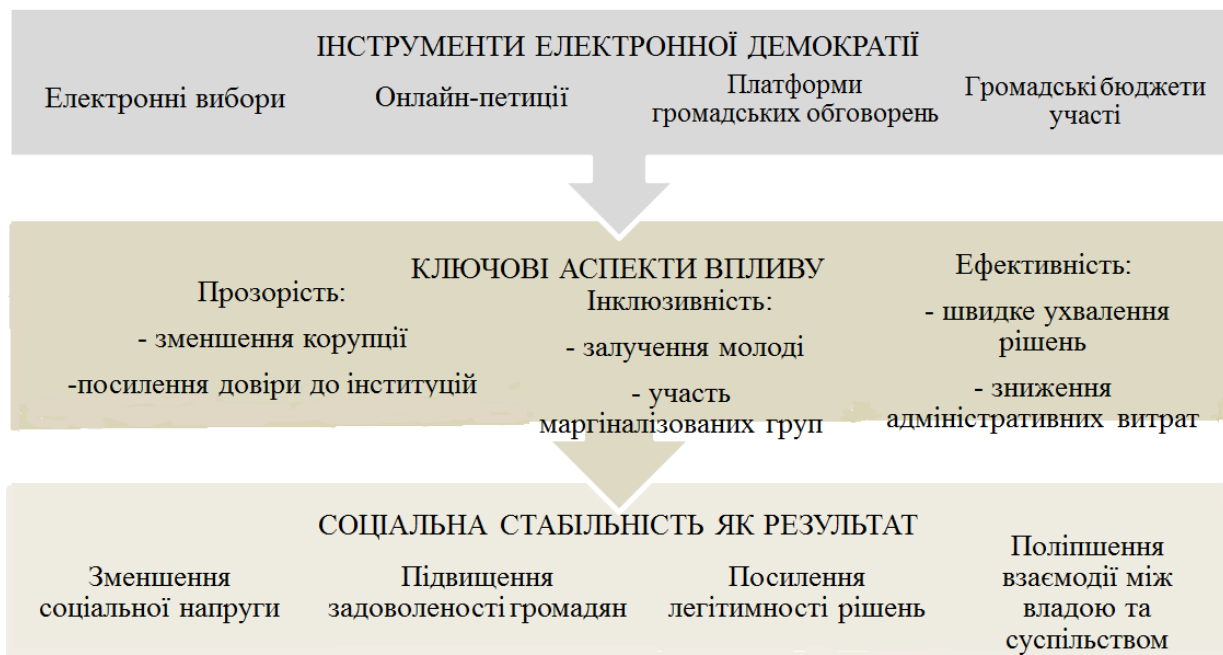 ІНСТРУМЕНТИ ЕЛЕКТРОННОЇ ДЕМОКРАТІЇ
Електронні вибори
Онлайн-петиції
Платформи
громадських обговорень
Громадські бюджети
участі
КЛЮЧОВІ АСПЕКТИ ВПЛИВУ
Прозорість:
- зменшення корупції
-посилення довіри до інституцій
Інклюзивність:
- залучення молоді
- участь
маргіналізованих груп
Ефективність:
- швидке ухвалення
рішень
- зниження
адміністративних витрат
СОЦІАЛЬНА СТАБІЛЬНІСТЬ ЯК РЕЗУЛЬТАТ
Зменшення
соціальної напруги
Підвищення
задоволеності громадян
Посилення
легітимності рішень
Поліпшення
взаємодії між
владою та
суспільством